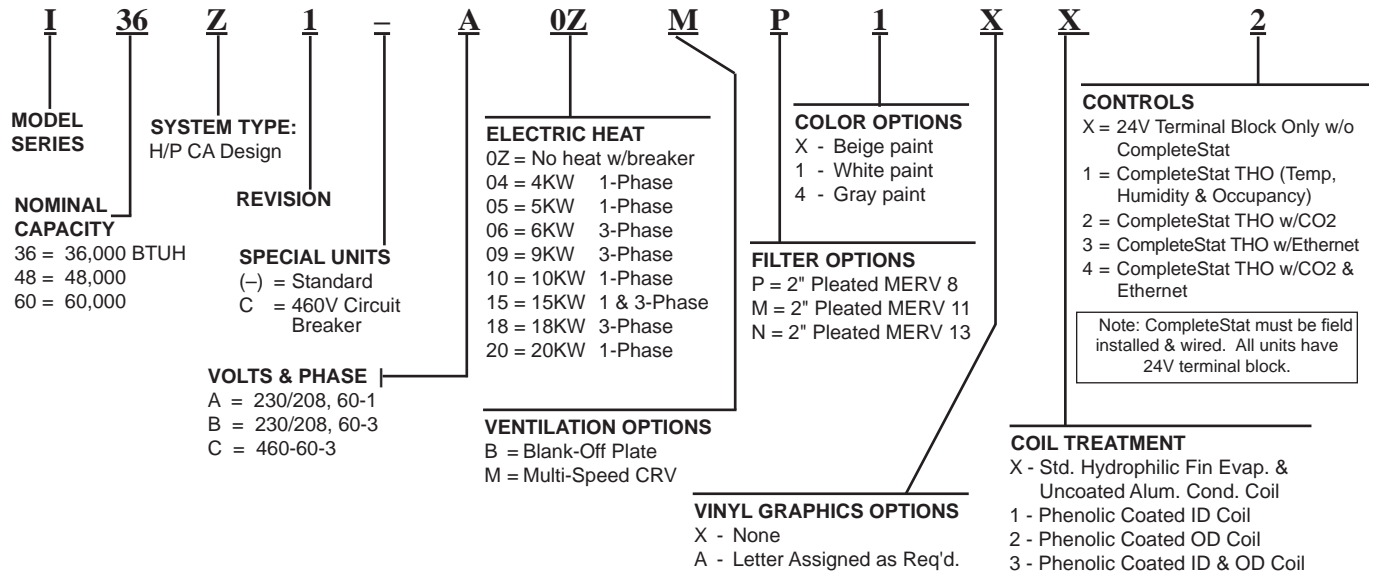 I 36 Z 1 – A 0Z M P 1 X X 2
MODEL
SERIES
SYSTEM TYPE:
H/P CA Design
NOMINAL
CAPACITY
36 = 36,000 BTUH
48 = 48,000
60 = 60,000
REVISION
SPECIAL UNITS
(–) = Standard
C = 460V Circuit
Breaker
VOLTS & PHASE
A = 230/208, 60-1
B = 230/208, 60-3
C = 460-60-3
ELECTRIC HEAT
0Z = No heat w/breaker
04 = 4KW 1-Phase
05 = 5KW 1-Phase
06 = 6KW 3-Phase
09 = 9KW 3-Phase
10 = 10KW 1-Phase
15 = 15KW 1 & 3-Phase
18 = 18KW 3-Phase
20 = 20KW 1-Phase
VENTILATION OPTIONS
B = Blank-Off Plate
M = Multi-Speed CRV
COLOR OPTIONS
X - Beige paint
1 - White paint
4 - Gray paint
FILTER OPTIONS
P = 2" Pleated MERV 8
M = 2" Pleated MERV 11
N = 2" Pleated MERV 13
VINYL GRAPHICS OPTIONS
X - None
A - Letter Assigned as Req'd.
CONTROLS
X = 24V Terminal Block Only w/o
CompleteStat
1 = CompleteStat THO (Temp,
Humidity & Occupancy)
2 = CompleteStat THO w/CO2
3 = CompleteStat THO w/Ethernet
4 = CompleteStat THO w/CO2 &
Ethernet
Note: CompleteStat must be field
installed & wired. All units have
24V terminal block.
COIL TREATMENT
X - Std. Hydrophilic Fin Evap. &
Uncoated Alum. Cond. Coil
1 - Phenolic Coated ID Coil
2 - Phenolic Coated OD Coil
3 - Phenolic Coated ID & OD Coil